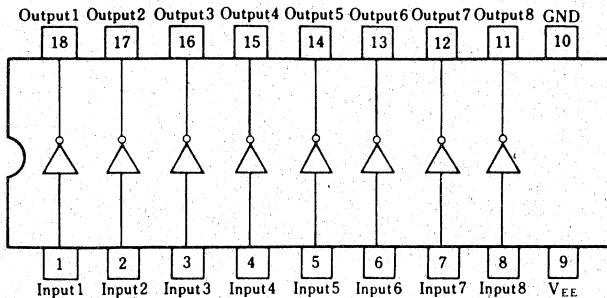 Output1 Output2 Output3 Output4 Output5 Output6 Output7 Output8 GND
18 17 16 15 14 13 12 11 10
1 2 3 4 5 6 7 8 9
Input1 Input2 Input3 Input4 Input5 Input6 Input7 Input8 VEE